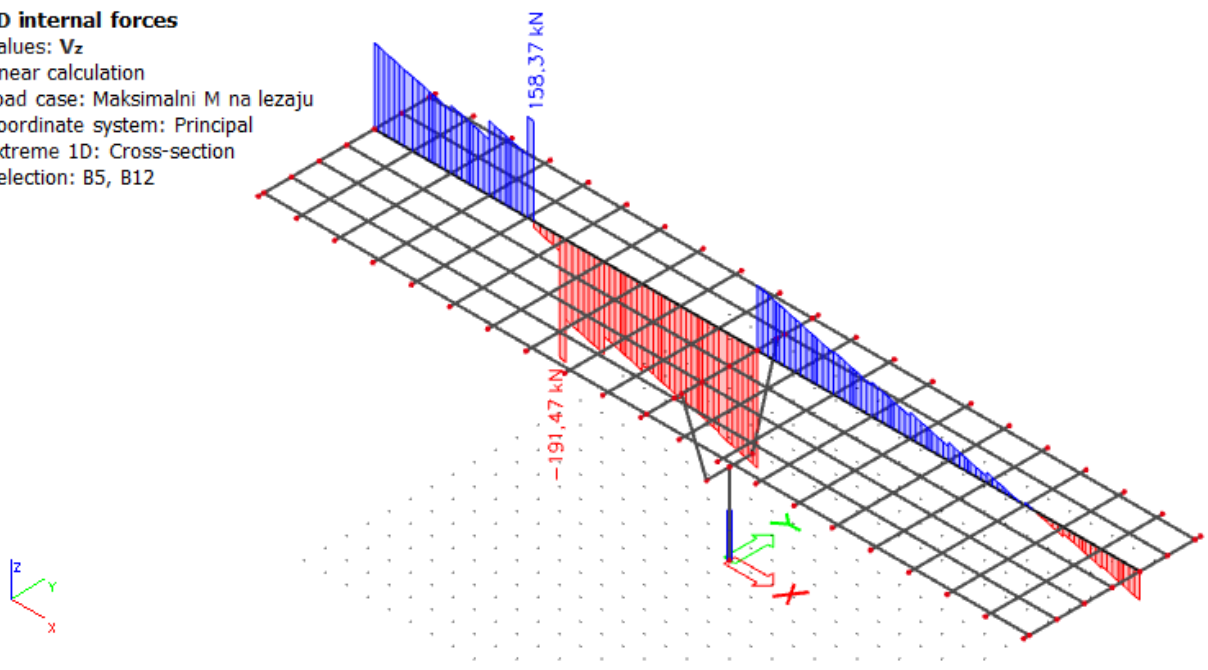 D internal forces
alues: Vz
near calculation
oad case: Maksimalni M na lezaju
oordinate system: Principal
xtreme 1D: Cross-section
election: B5, B12
158.37 kN
-191.47 kN
Y
X
z
Y
X